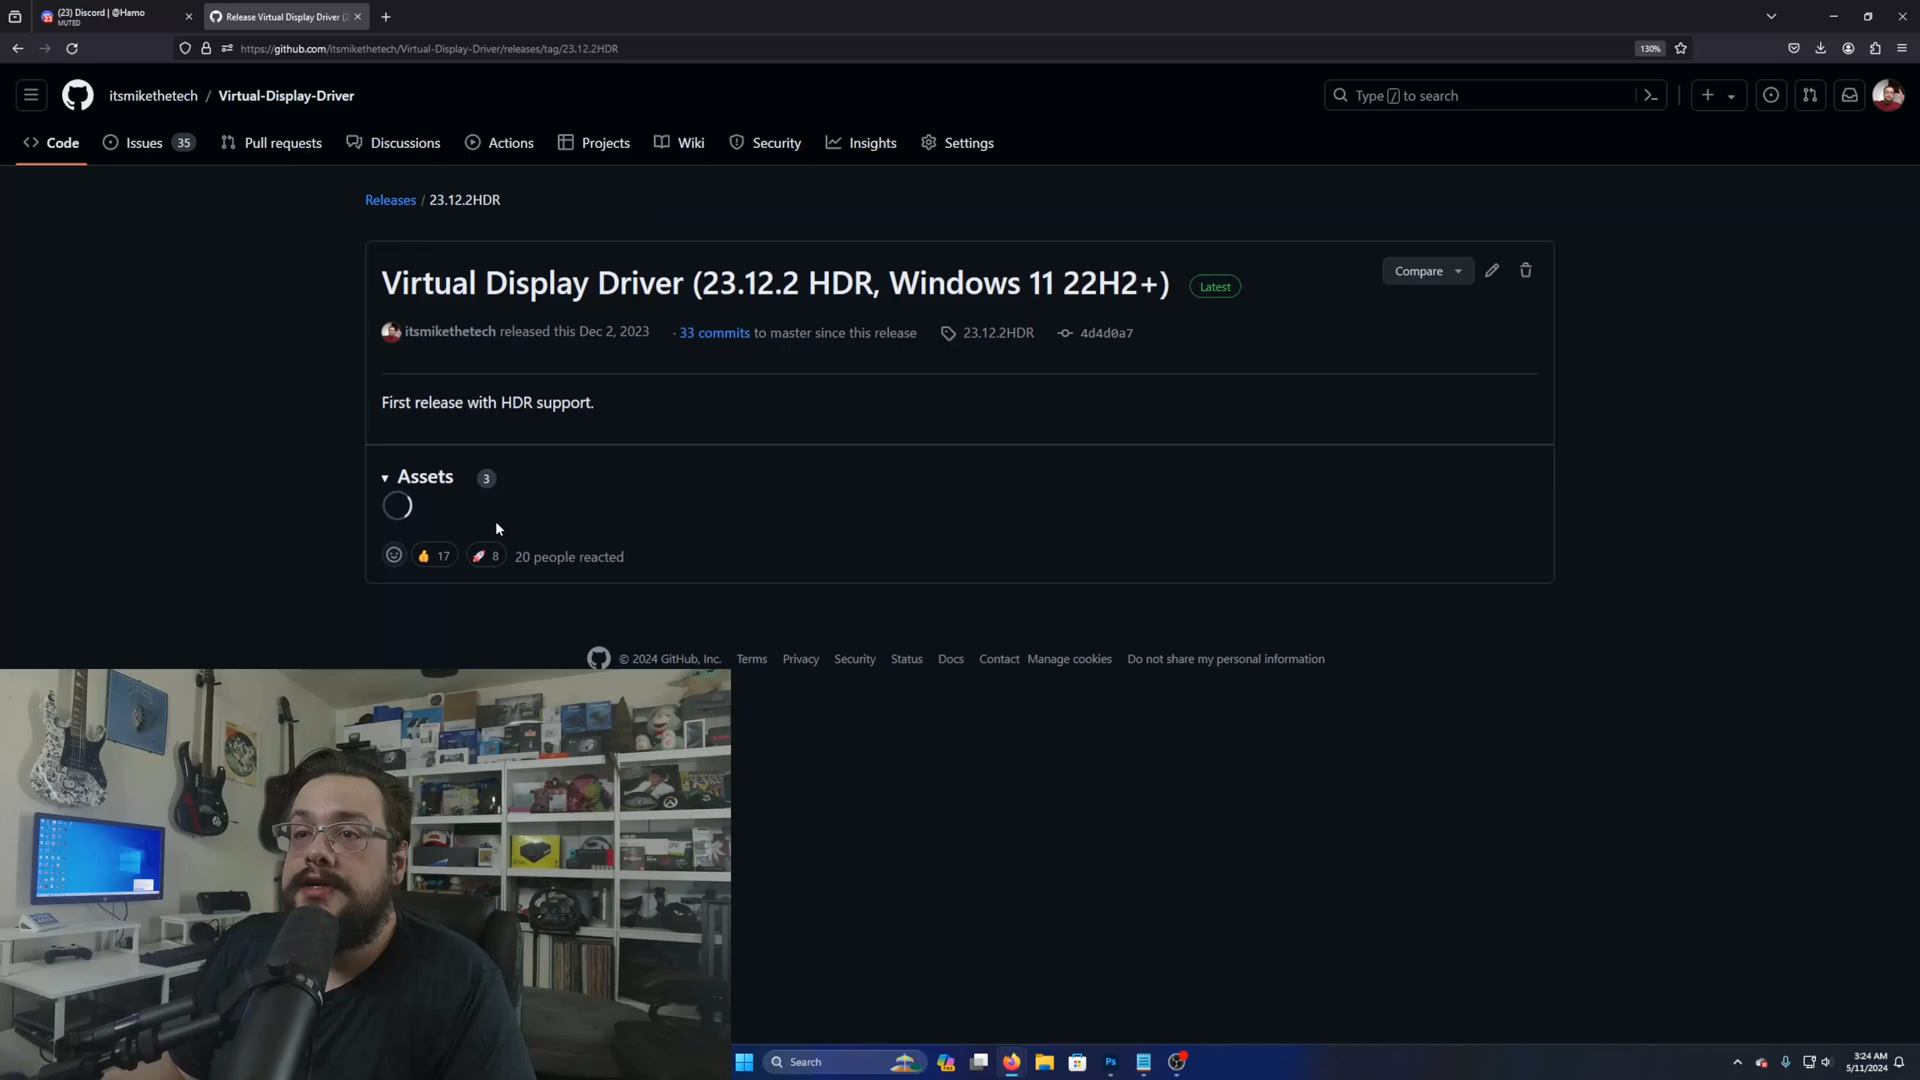 (23) Discord | @Hamo
MUTED
Release Virtual Display Driver (2
https://github.com/itsmikethetech/Virtual-Display-Driver/releases/tag/23.12.2HDR
130%
itsmikethetech / Virtual-Display-Driver
Type / to search
Code
Issues 35
Pull requests
Discussions
Actions
Projects
Wiki
Security
Insights
Settings
Releases / 23.12.2HDR
Virtual Display Driver (23.12.2 HDR, Windows 11 22H2+) Latest
Compare
itsmikethetech released this Dec 2, 2023 · 33 commits to master since this release 23.12.2HDR 4d4d0a7
First release with HDR support.
Assets 3
👍 17 🚀 8 20 people reacted
© 2024 GitHub, Inc. Terms Privacy Security Status Docs Contact Manage cookies Do not share my personal information
Search
Ps
3:24 AM
5/11/2024